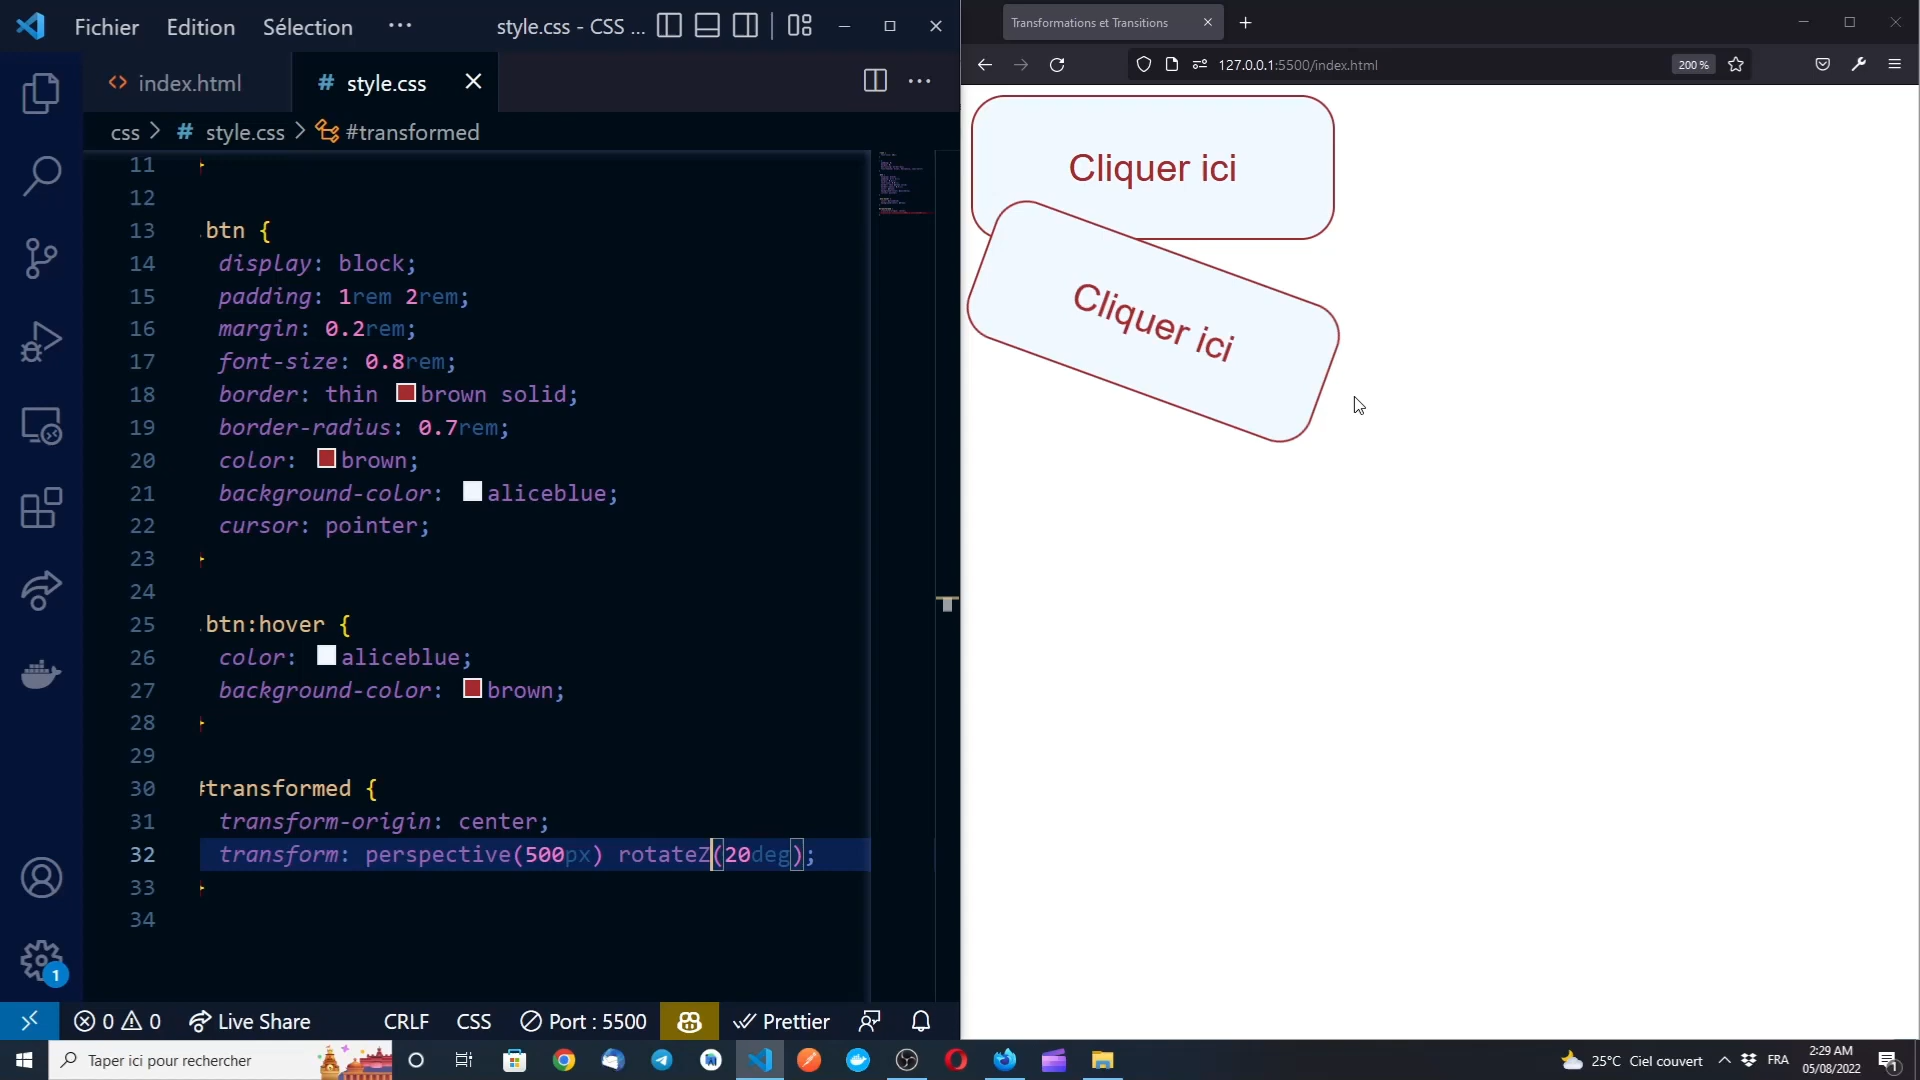 Fichier Edition Sélection ··· style.css - CSS ...
index.html # style.css
css > # style.css > #transformed
11 }
12
13 .btn {
14 display: block;
15 padding: 1rem 2rem;
16 margin: 0.2rem;
17 font-size: 0.8rem;
18 border: thin brown solid;
19 border-radius: 0.7rem;
20 color: brown;
21 background-color: aliceblue;
22 cursor: pointer;
23 }
24
25 .btn:hover {
26 color: aliceblue;
27 background-color: brown;
28 }
29
30 #transformed {
31 transform-origin: center;
32 transform: perspective(500px) rotateZ(20deg);
33 }
34
1
0 0 Live Share CRLF CSS Port : 5500 Prettier
Transformations et Transitions
127.0.0.1:5500/index.html 200 %
Cliquer ici
Cliquer ici
Taper ici pour rechercher
25°C Ciel couvert FRA 2:29 AM
05/08/2022
1